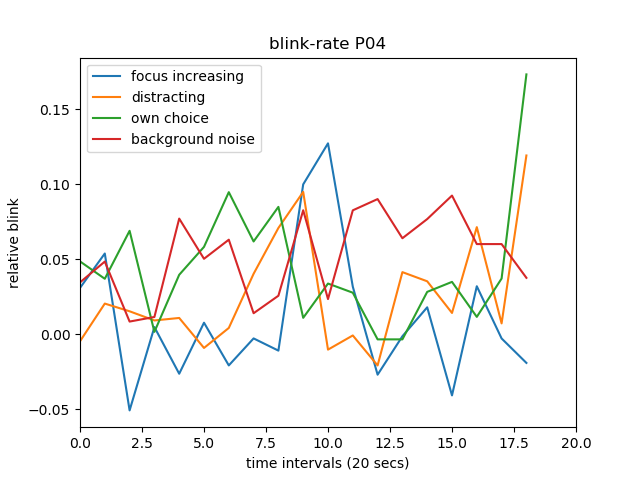 blink-rate P04
focus increasing
distracting
own choice
background noise
relative blink
0.15
0.10
0.05
0.00
−0.05
0.0 2.5 5.0 7.5 10.0 12.5 15.0 17.5 20.0
time intervals (20 secs)